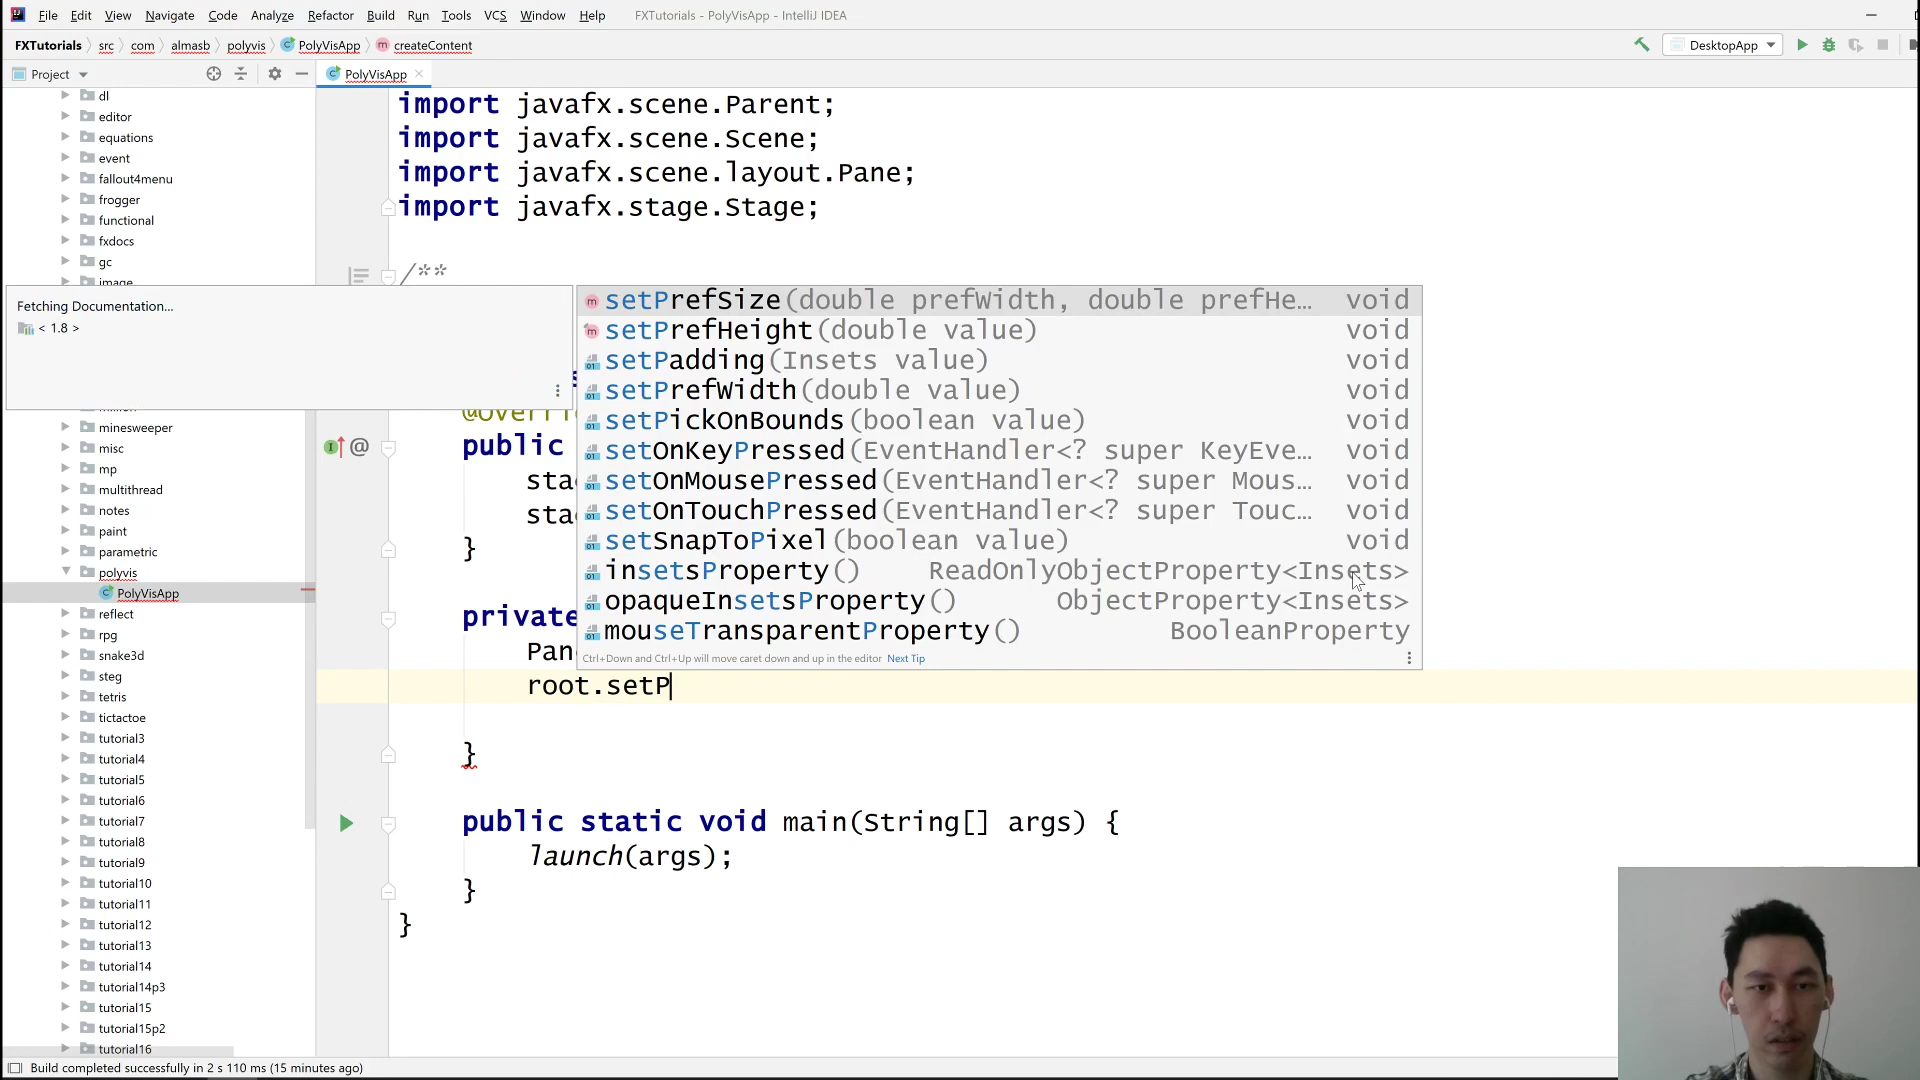 File Edit View Navigate Code Analyze Refactor Build Run Tools VCS Window Help FXTutorials - PolyVisApp - IntelliJ IDEA
FXTutorials src com almasb polyvis PolyVisApp createContent DesktopApp
Project PolyVisApp
dl
editor
equations
event
fallout4menu
frogger
functional
fxdocs
gc
image
minesweeper
misc
mp
multithread
notes
paint
parametric
polyvis
PolyVisApp
reflect
rpg
snake3d
steg
tetris
tictactoe
tutorial3
tutorial4
tutorial5
tutorial6
tutorial7
tutorial8
tutorial9
tutorial10
tutorial11
tutorial12
tutorial13
tutorial14
tutorial14p3
tutorial15
tutorial15p2
tutorial16
import javafx.scene.Parent;
import javafx.scene.Scene;
import javafx.scene.layout.Pane;
import javafx.stage.Stage;
/**
Fetching Documentation...
< 1.8 >
setPrefSize(double prefWidth, double prefHe… void
setPrefHeight(double value) void
setPadding(Insets value) void
setPrefWidth(double value) void
setPickOnBounds(boolean value) void
setOnKeyPressed(EventHandler<? super KeyEve… void
setOnMousePressed(EventHandler<? super Mous… void
setOnTouchPressed(EventHandler<? super Touc… void
setSnapToPixel(boolean value) void
insetsProperty() ReadOnlyObjectProperty<Insets>
opaqueInsetsProperty() ObjectProperty<Insets>
mouseTransparentProperty() BooleanProperty
Ctrl+Down and Ctrl+Up will move caret down and up in the editor Next Tip
public
}
private
root.setP
}
public static void main(String[] args) {
launch(args);
}
}
Build completed successfully in 2 s 110 ms (15 minutes ago)